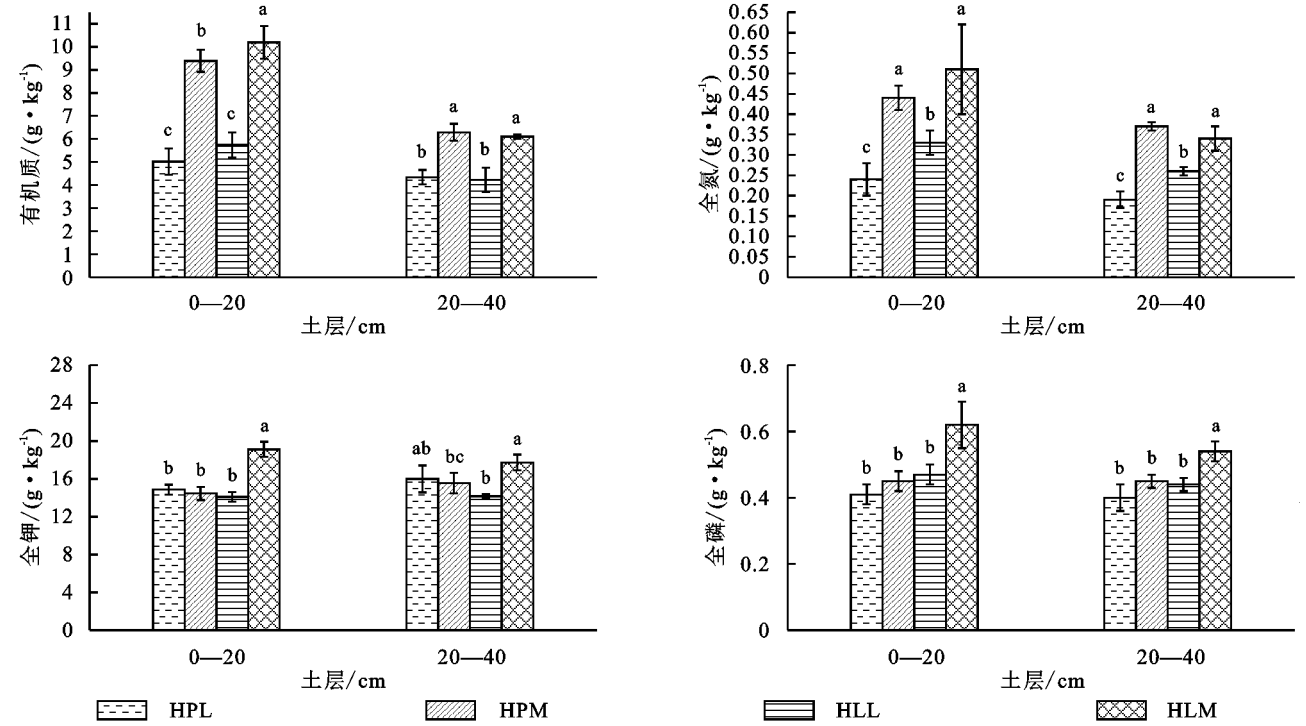 有机质/(g·kg⁻¹)
11
10
9
8
7
6
5
4
3
2
1
0
c
b
c
a
b
a
b
a
0—20
20—40
土层/cm
全氮/(g·kg⁻¹)
0.65
0.60
0.55
0.50
0.45
0.40
0.35
0.30
0.25
0.20
0.15
0.10
0.05
0
c
a
b
a
c
a
b
a
0—20
20—40
土层/cm
全钾/(g·kg⁻¹)
28
24
20
16
12
8
4
0
b
b
b
a
ab
bc
b
a
0—20
20—40
土层/cm
全磷/(g·kg⁻¹)
0.8
0.6
0.4
0.2
0
b
b
b
a
b
b
b
a
0—20
20—40
土层/cm
HPL
HPM
HLL
HLM